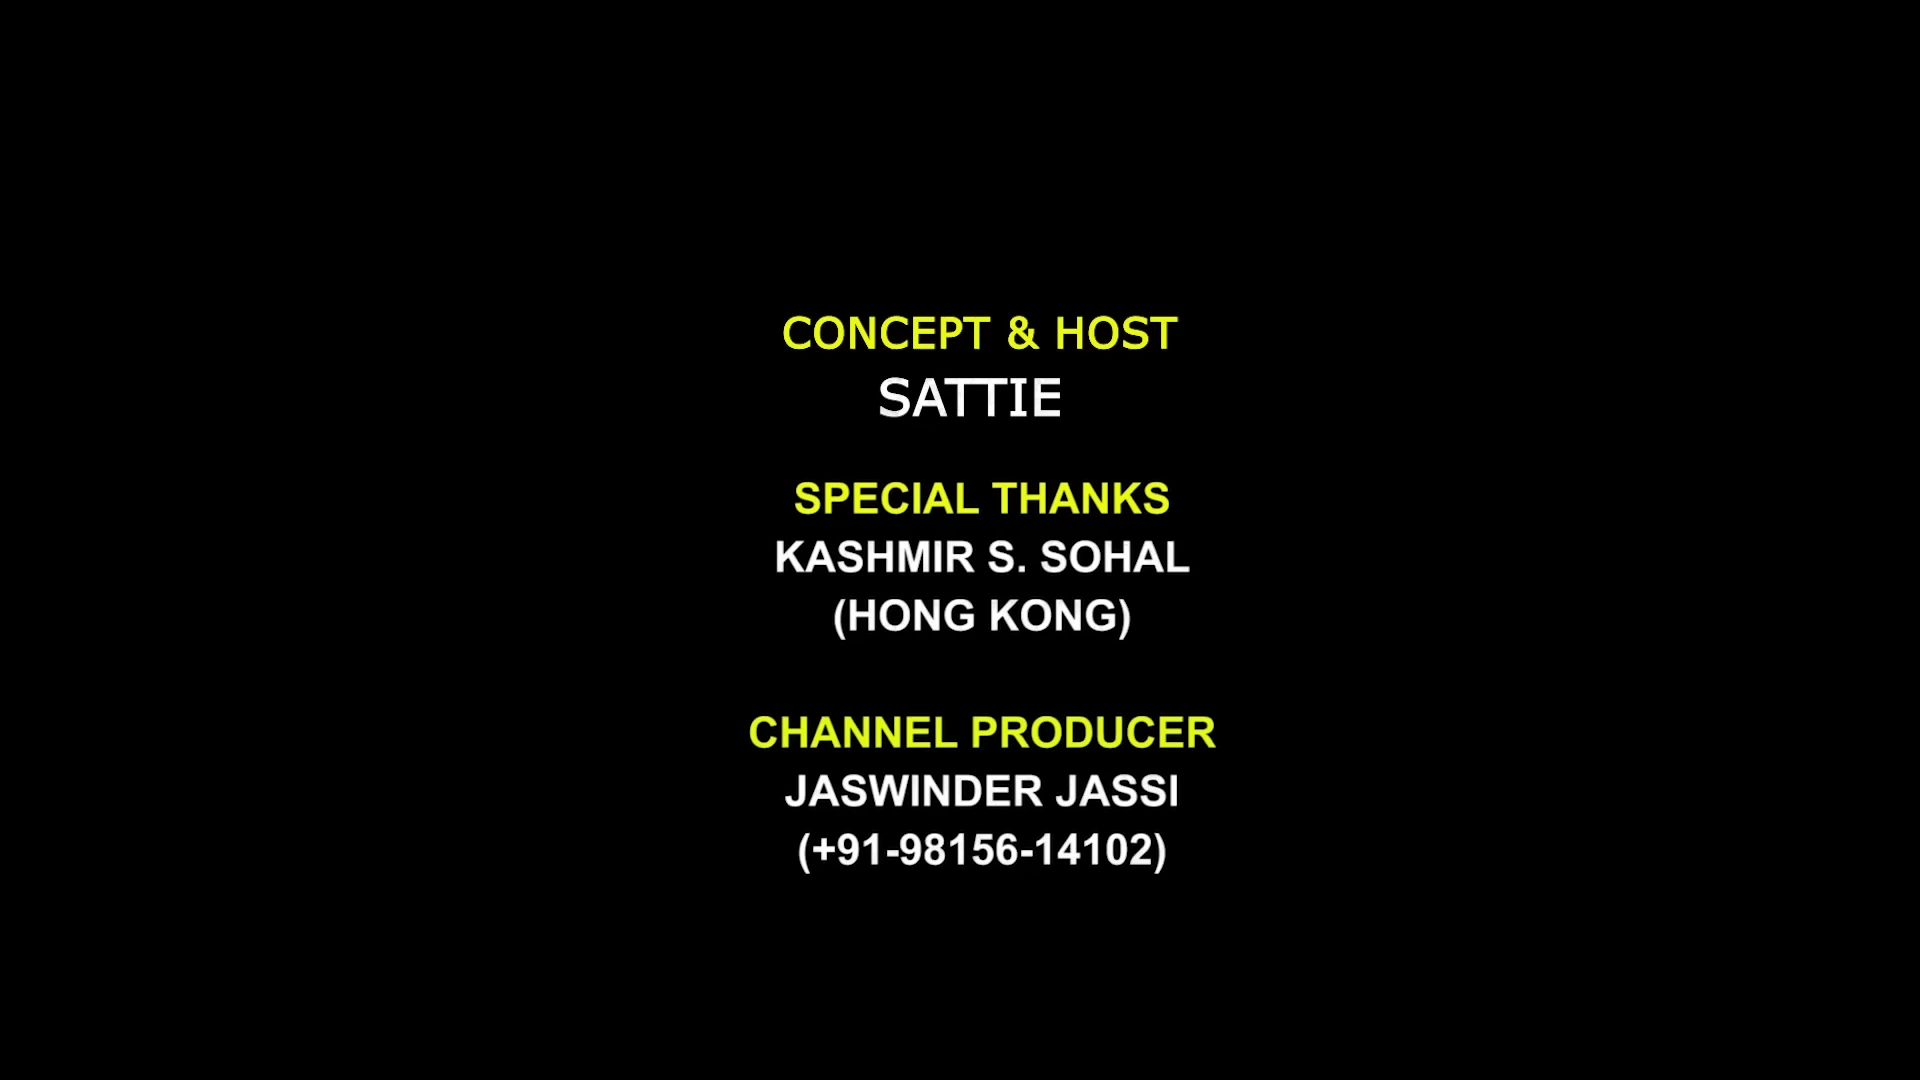 CONCEPT & HOST
SATTIE
SPECIAL THANKS
KASHMIR S. SOHAL
(HONG KONG)
CHANNEL PRODUCER
JASWINDER JASSI
(+91-98156-14102)